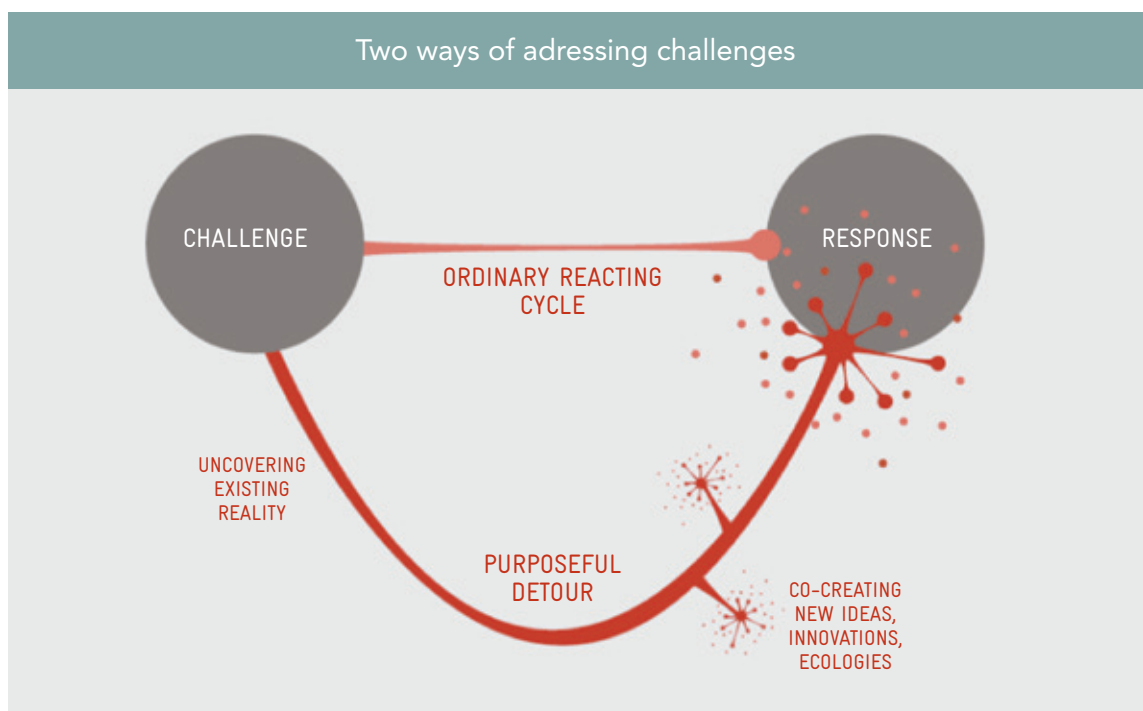 Two ways of adressing challenges
CHALLENGE
RESPONSE
ORDINARY REACTING
CYCLE
UNCOVERING
EXISTING
REALITY
PURPOSEFUL
DETOUR
CO-CREATING
NEW IDEAS,
INNOVATIONS,
ECOLOGIES